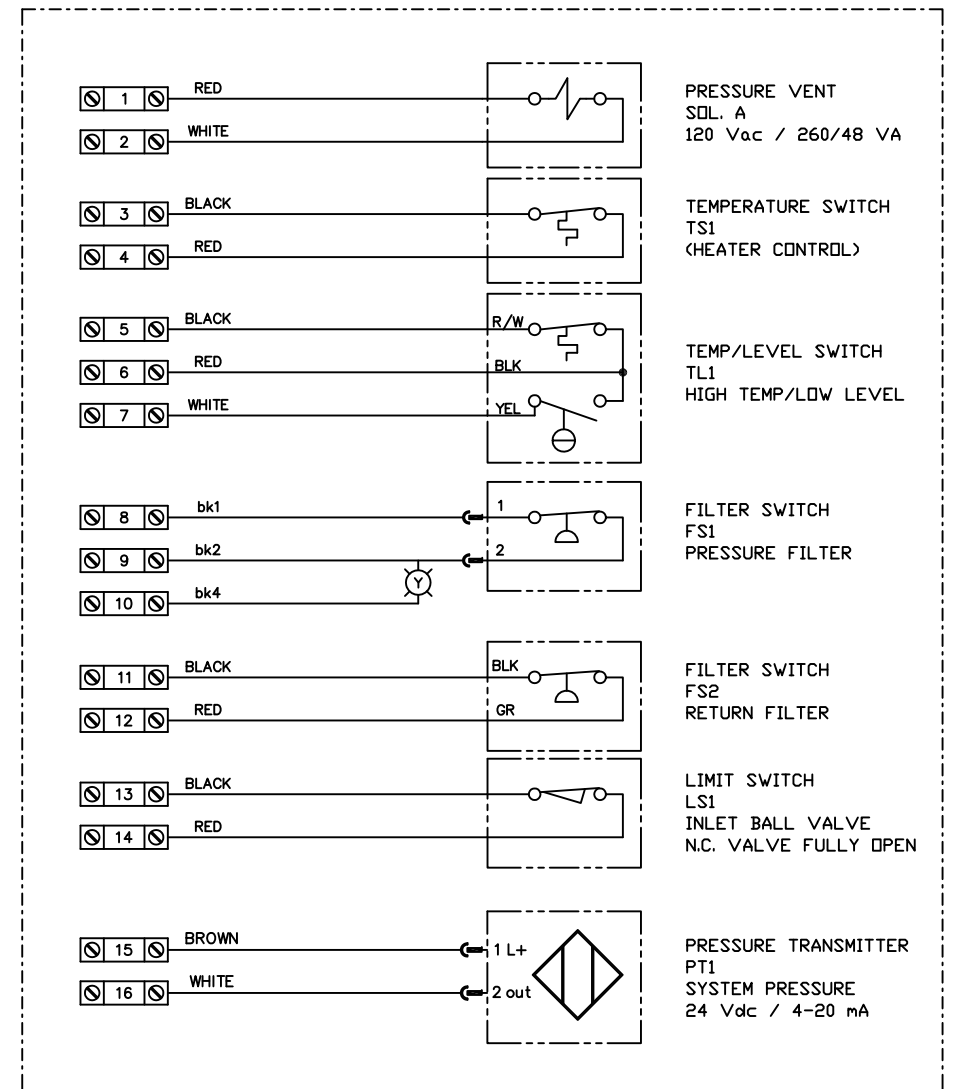 1 RED
2 WHITE
PRESSURE VENT
SOL. A
120 Vac / 260/48 VA
3 BLACK
4 RED
TEMPERATURE SWITCH
TS1
(HEATER CONTROL)
5 BLACK R/W
6 RED BLK
7 WHITE YEL
TEMP/LEVEL SWITCH
TL1
HIGH TEMP/LOW LEVEL
8 bk1 1
9 bk2 2
Y
10 bk4
FILTER SWITCH
FS1
PRESSURE FILTER
11 BLACK BLK
12 RED GR
FILTER SWITCH
FS2
RETURN FILTER
13 BLACK
14 RED
LIMIT SWITCH
LS1
INLET BALL VALVE
N.C. VALVE FULLY OPEN
15 BROWN 1 L+
16 WHITE 2 out
PRESSURE TRANSMITTER
PT1
SYSTEM PRESSURE
24 Vdc / 4-20 mA